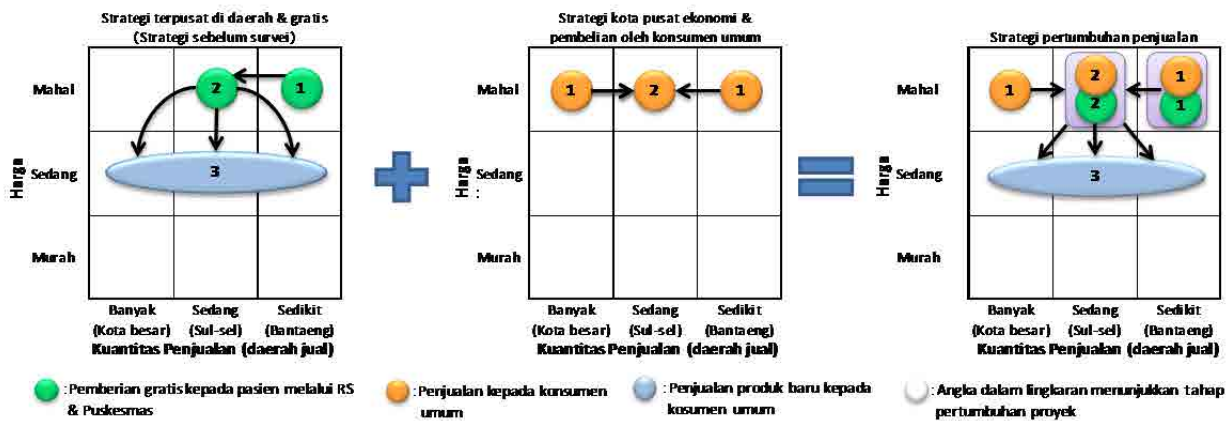 Strategi terpusat di daerah & gratis
(Strategi sebelum survei)
Harga
Mahal
Sedang
Murah
2
1
3
Banyak
(Kota besar)
Sedang
(Sul-sel)
Sedikit
(Bantaeng)
Kuantitas Penjualan (daerah jual)
Strategi kota pusat ekonomi &
pembelian oleh konsumen umum
Harga
:
Mahal
Sedang
Murah
1
2
1
Banyak
(Kota besar)
Sedang
(Sul-sel)
Sedikit
(Bantaeng)
Kuantitas Penjualan (daerah jual)
Strategi pertumbuhan penjualan
Harga
Mahal
Sedang
Murah
1
2
2
1
1
3
Banyak
(Kota besar)
Sedang
(Sul-sel)
Sedikit
(Bantaeng)
Kuantitas Penjualan (daerah jual)
:Pemberian gratis kepada pasien melalui RS
& Puskesmas
:Penjualan kepada konsumen
umum
:Penjualan produk baru kepada
kosumen umum
:Angka dalam lingkaran menunjukkan tahap
pertumbuhan proyek